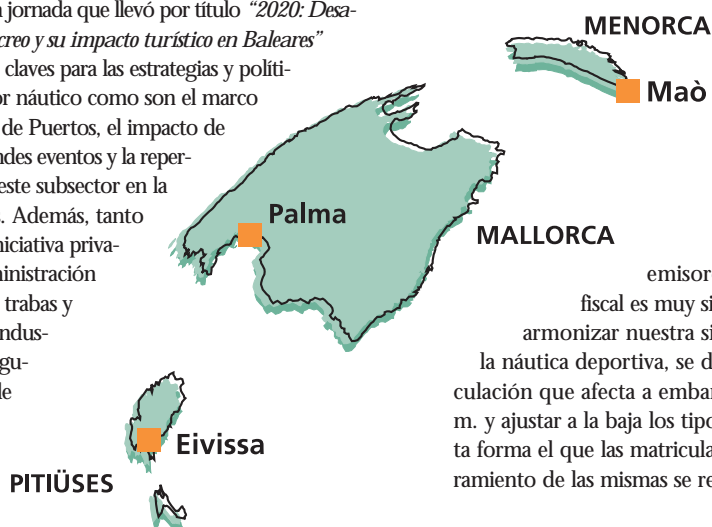 jornada que llevó por título “2020: Desa-
creo y su impacto turístico en Baleares”
claves para las estrategias y políti-
or náutico como son el marco
de Puertos, el impacto de
ndes eventos y la reper-
este subsector en la
s. Además, tanto
niciativa priva-
ministración
trabas y
ndus-
gu-
le
MENORCA
Maò
Palma
MALLORCA
Eivissa
PITIÜSES
emisor
fiscal es muy si
armonizar nuestra si
la náutica deportiva, se d
culación que afecta a embar
m. y ajustar a la baja los tipo
ta forma el que las matricula
ramiento de las mismas se re